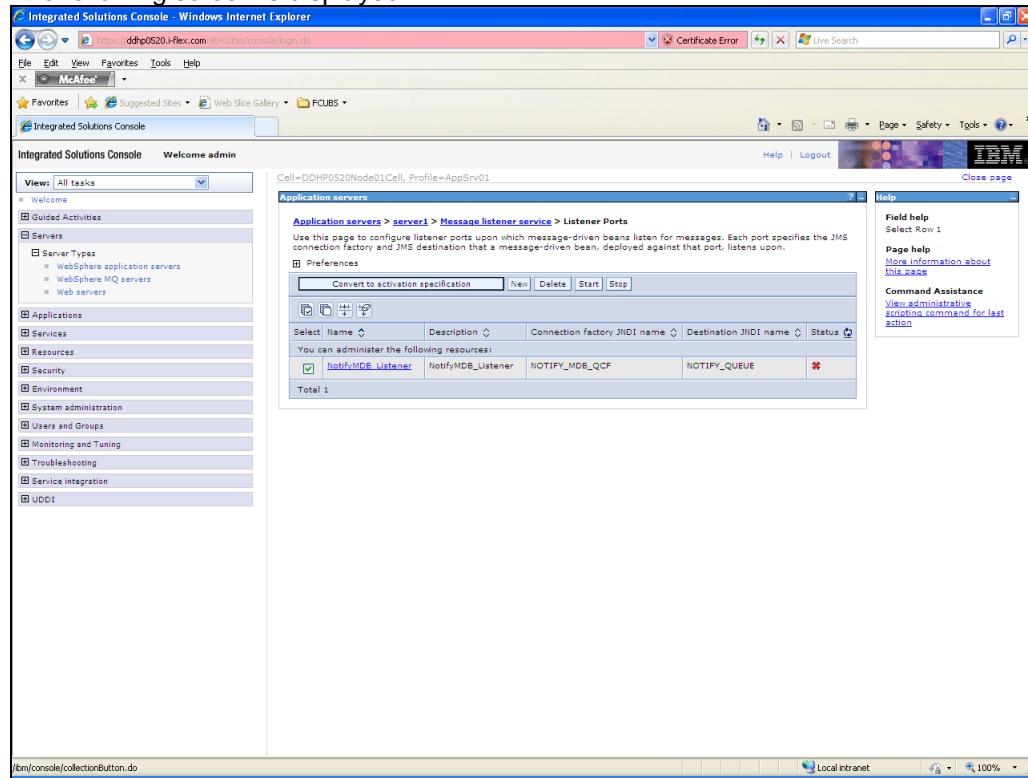 Integrated Solutions Console - Windows Internet Explorer
https://ddhp0520.i-flex.com:9043/ibm/console/login.do
Certificate Error
Live Search
File Edit View Favorites Tools Help
x McAfee
Favorites Suggested Sites Web Slice Gallery FCUBS
Integrated Solutions Console
Page Safety Tools
Integrated Solutions Console Welcome admin
Help | Logout
IBM.
View: All tasks
Cell=DDHP0520Node01Cell, Profile=AppSrv01
Close page
Welcome
Guided Activities
Servers
Server Types
WebSphere application servers
WebSphere MQ servers
Web servers
Applications
Services
Resources
Security
Environment
System administration
Users and Groups
Monitoring and Tuning
Troubleshooting
Service integration
UDDI
Application servers ? -
Application servers > server1 > Message listener service > Listener Ports
Use this page to configure listener ports upon which message-driven beans listen for messages. Each port specifies the JMS
connection factory and JMS destination that a message-driven bean, deployed against that port, listens upon.
Preferences
Convert to activation specification New Delete Start Stop
Select Name Description Connection factory JNDI name Destination JNDI name Status
You can administer the following resources:
NotifyMDB_Listener NotifyMDB_Listener NOTIFY_MDB_QCF NOTIFY_QUEUE
Total 1
Help
Field help
Select Row 1
Page help
More information about
this page
Command Assistance
View administrative
scripting command for last
action
/ibm/console/collectionButton.do
Local intranet
100%